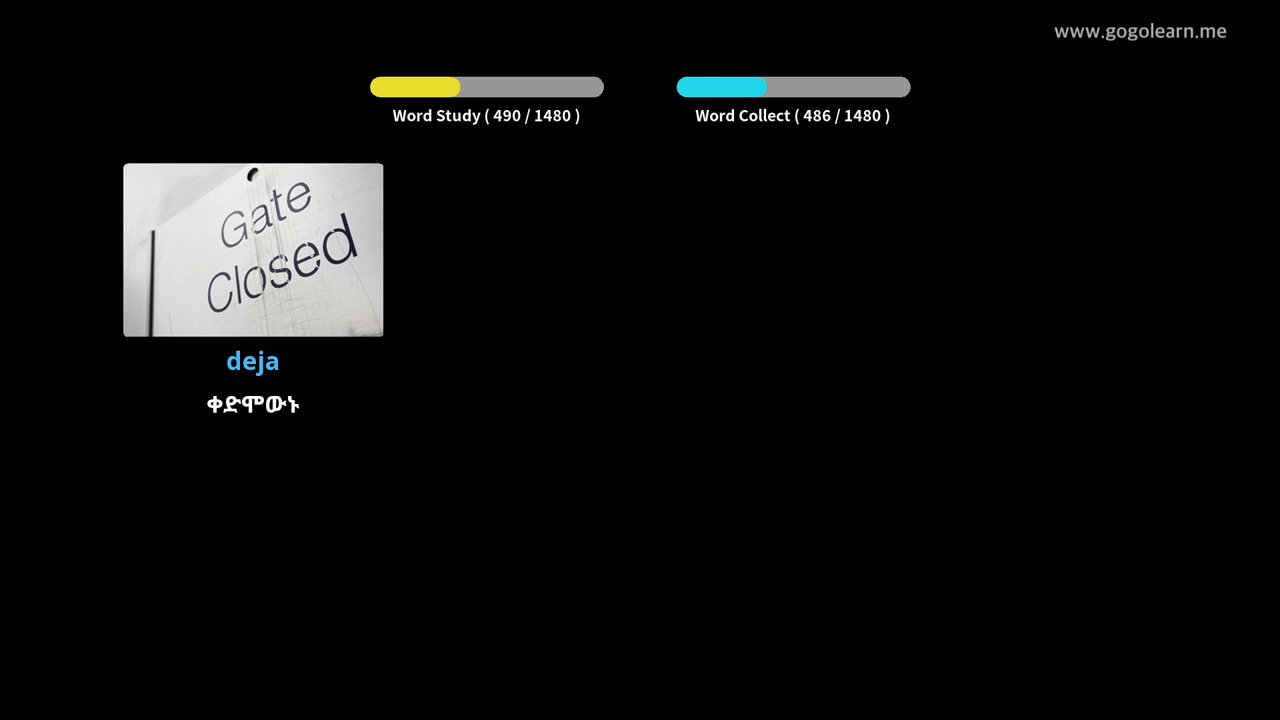 www.gogolearn.me
Word Study ( 490 / 1480 )
Word Collect ( 486 / 1480 )
Gate
Closed
deja
ቀድሞውኑ